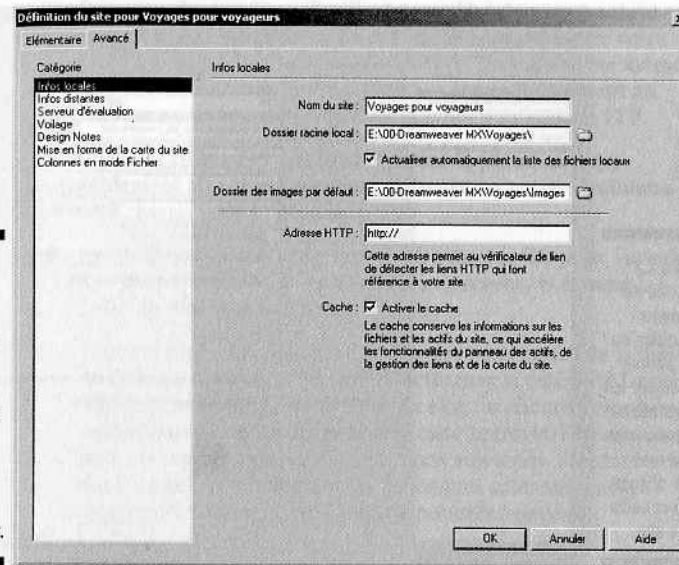 Définition du site pour Voyages pour voyageurs
Elémentaire Avancé
Catégorie
Infos locales
Infos distantes
Serveur d'évaluation
Voilage
Design Notes
Mise en forme de la carte du site
Colonnes en mode Fichier
Infos locales
Nom du site : Voyages pour voyageurs
Dossier racine local : E:\00-Dreamweaver MX\Voyages\
Actualiser automatiquement la liste des fichiers locaux
Dossier des images par défaut : E:\00-Dreamweaver MX\Voyages\Images
Adresse HTTP : http://
Cette adresse permet au vérificateur de lien
de détecter les liens HTTP qui font
référence à votre site.
Cache : Activer le cache
Le cache conserve les informations sur les
fichiers et les actifs du site, ce qui accélère
les fonctionnalités du panneau des actifs, de
la gestion des liens et de la carte du site.
OK Annuler Aide